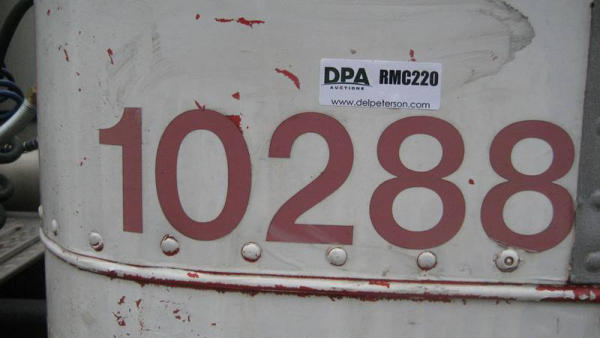 DPA RMC220
AUCTIONS
www.delpeterson.com
10288